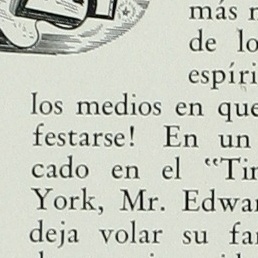 más
de lo
espíri
los medios en que
festarse! En un
cado en el "Tin
York, Mr. Edwar
deja volar su fa